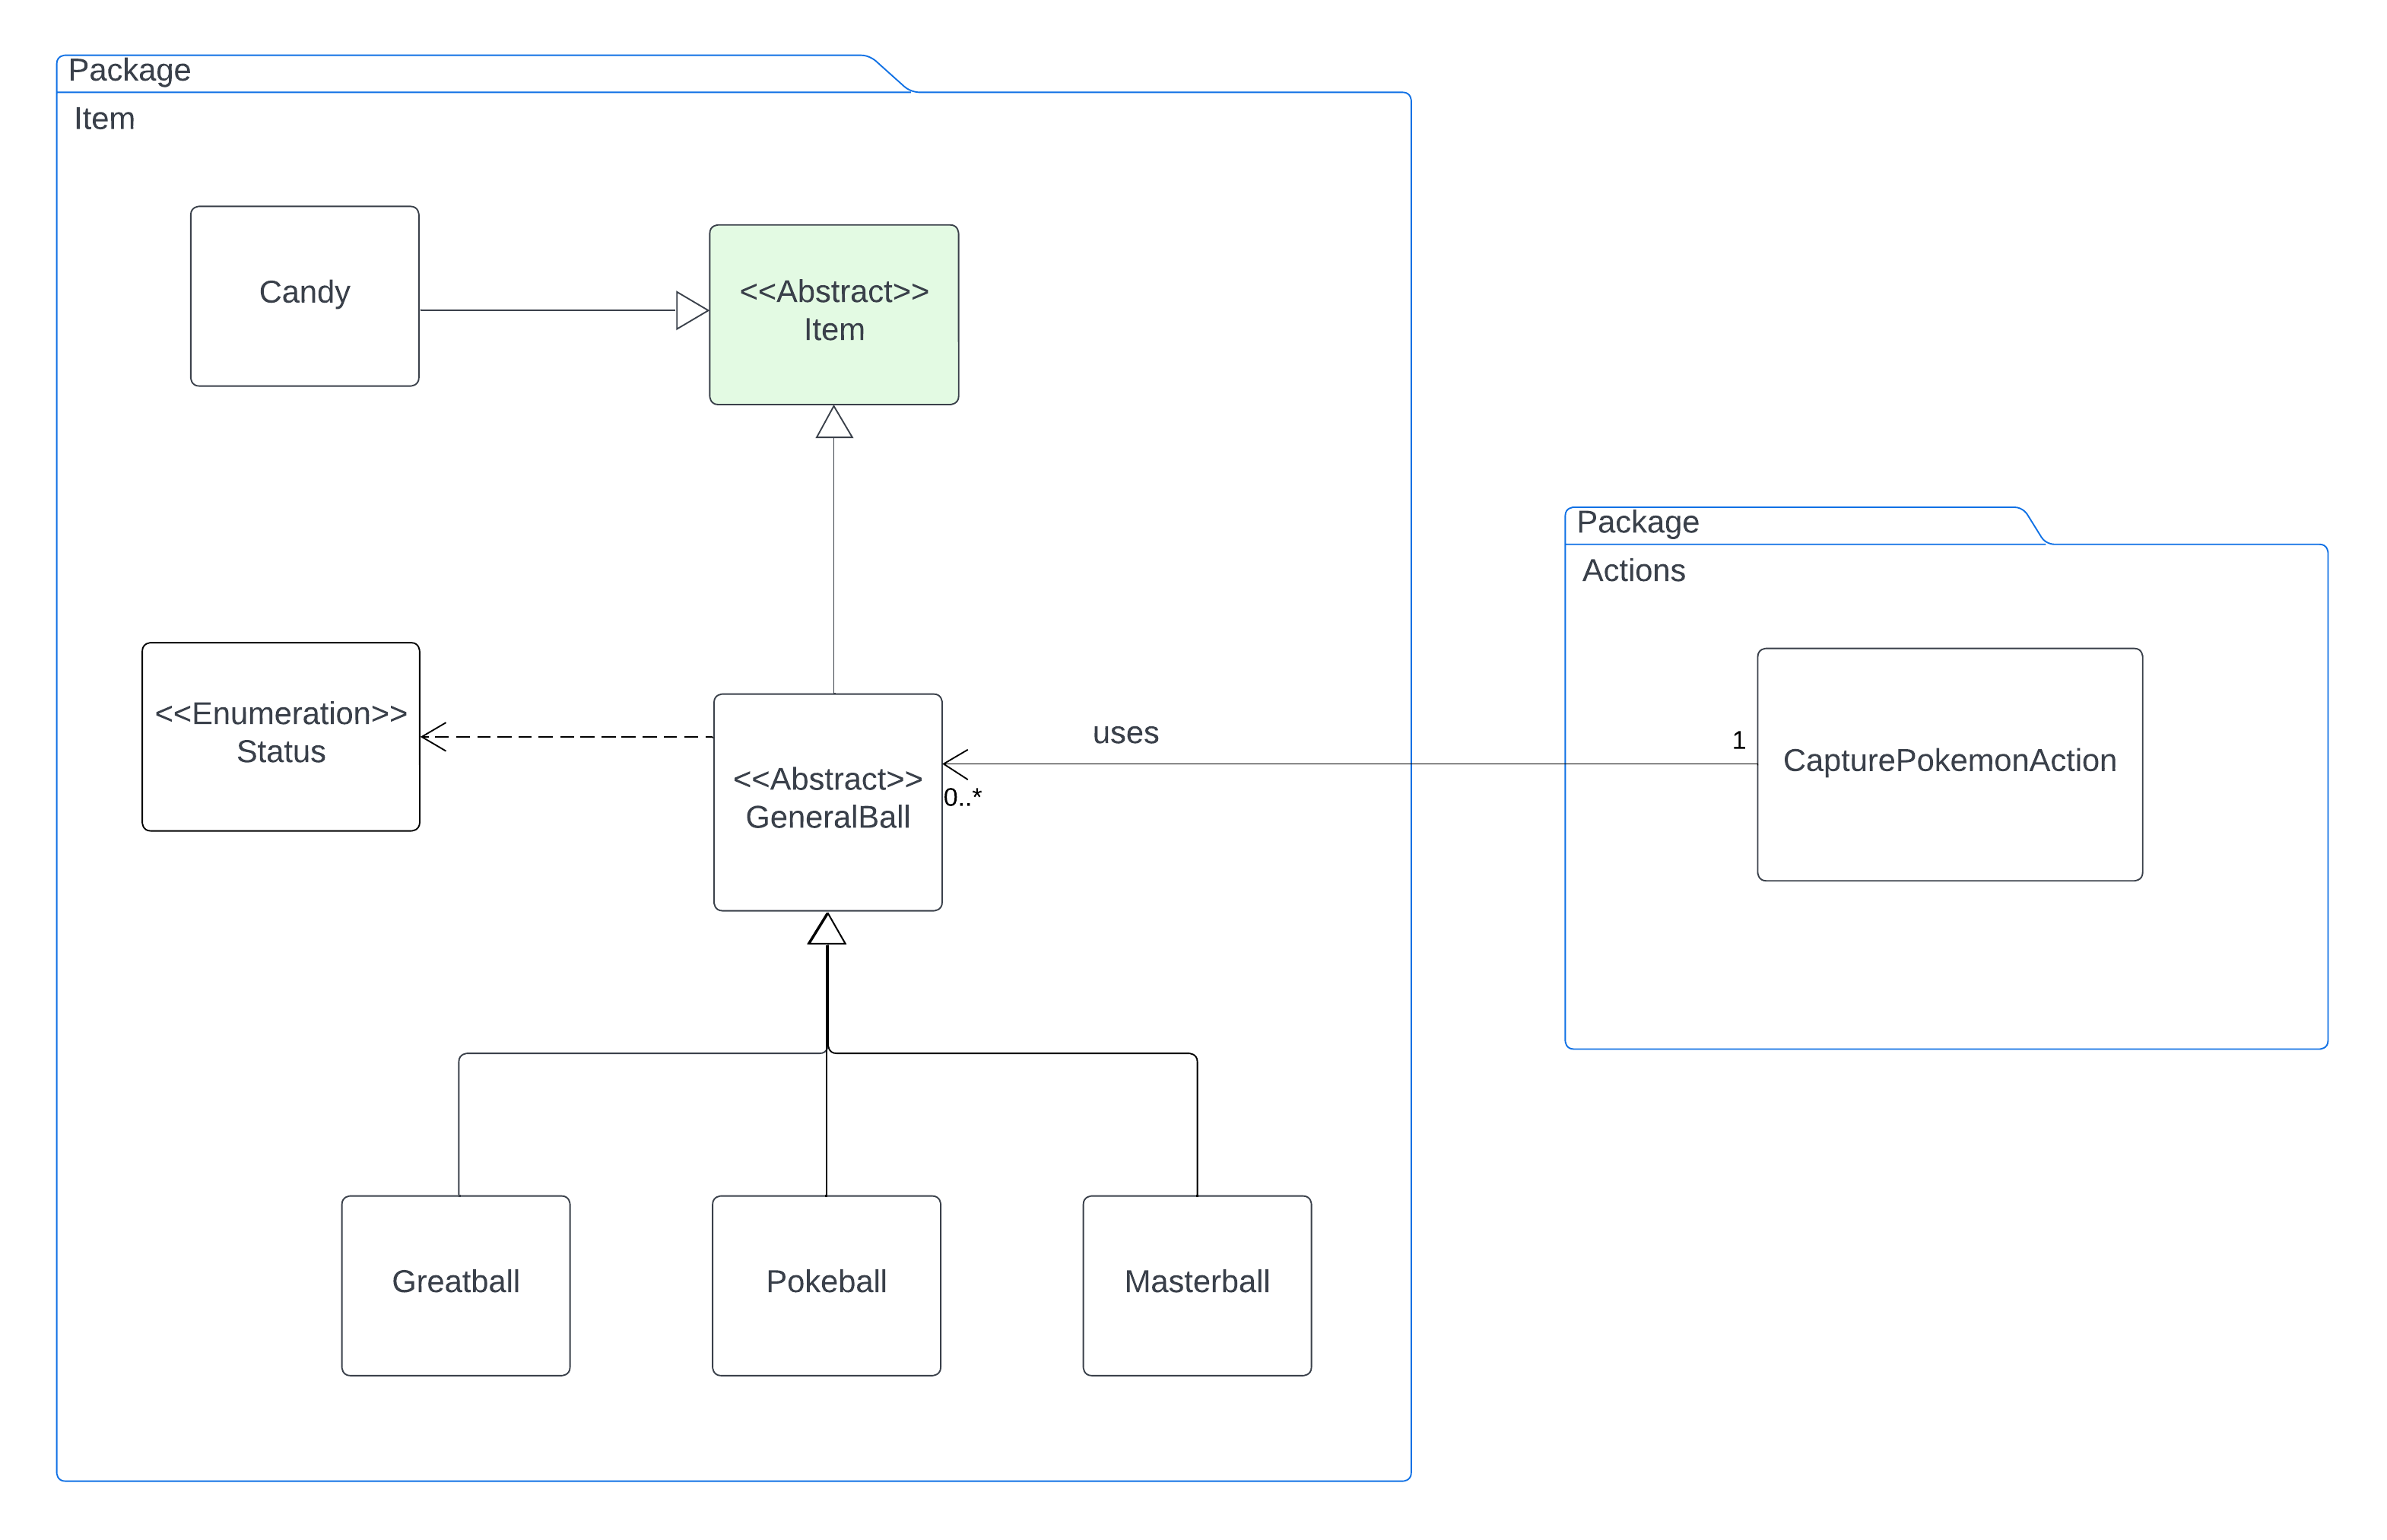 Package
Item
Candy
<<Abstract>>
Item
Package
Actions
<<Enumeration>>
Status
<<Abstract>>
GeneralBall
uses
0..*
1
CapturePokemonAction
Greatball
Pokeball
Masterball